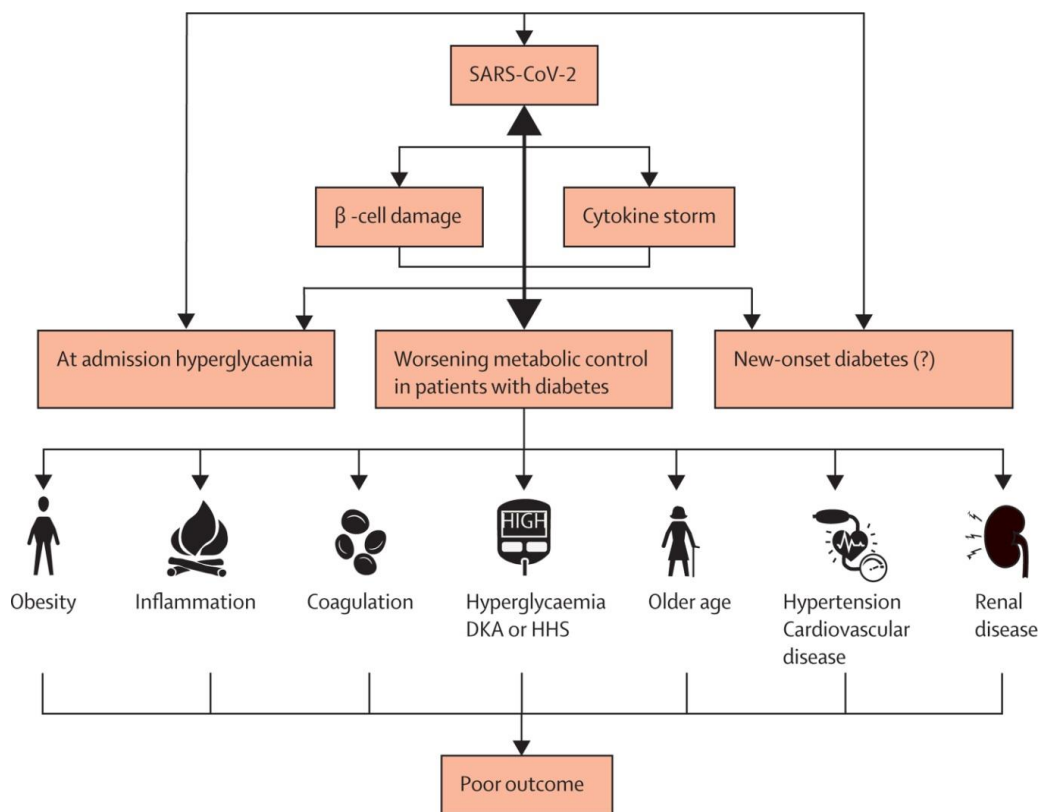 SARS-CoV-2
β -cell damage
Cytokine storm
At admission hyperglycaemia
Worsening metabolic control
in patients with diabetes
New-onset diabetes (?)
HIGH
Obesity
Inflammation
Coagulation
Hyperglycaemia
DKA or HHS
Older age
Hypertension
Cardiovascular
disease
Renal
disease
Poor outcome